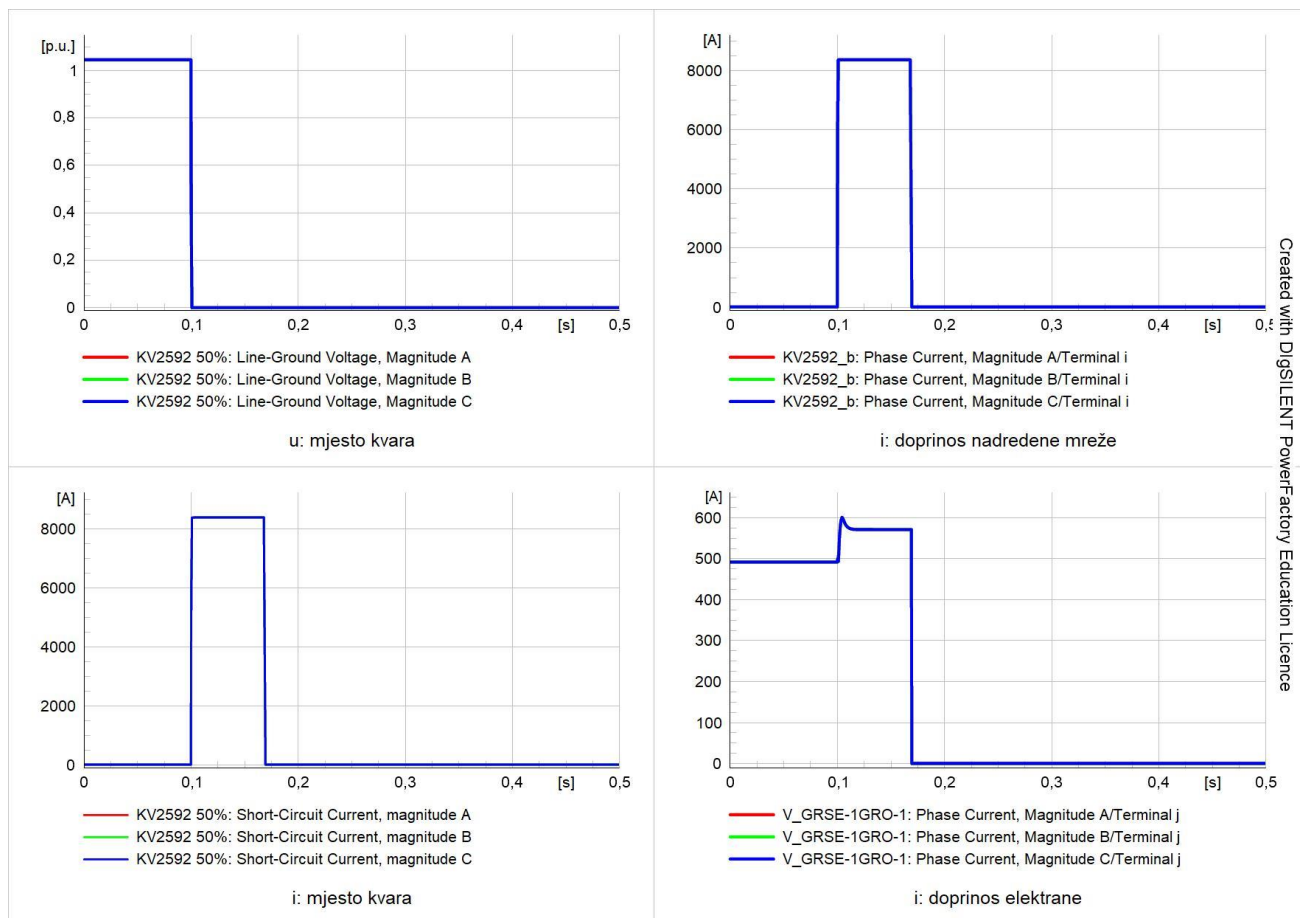 [p.u.]
1
0,8
0,6
0,4
0,2
0
0 0,1 0,2 0,3 0,4 [s] 0,5
KV2592 50%: Line-Ground Voltage, Magnitude A
KV2592 50%: Line-Ground Voltage, Magnitude B
KV2592 50%: Line-Ground Voltage, Magnitude C
u: mjesto kvara
[A]
8000
6000
4000
2000
0
0 0,1 0,2 0,3 0,4 [s] 0,5
KV2592_b: Phase Current, Magnitude A/Terminal i
KV2592_b: Phase Current, Magnitude B/Terminal i
KV2592_b: Phase Current, Magnitude C/Terminal i
i: doprinos nadređene mreže
[A]
8000
6000
4000
2000
0
0 0,1 0,2 0,3 0,4 [s] 0,5
KV2592 50%: Short-Circuit Current, magnitude A
KV2592 50%: Short-Circuit Current, magnitude B
KV2592 50%: Short-Circuit Current, magnitude C
i: mjesto kvara
[A]
600
500
400
300
200
100
0
0 0,1 0,2 0,3 0,4 [s] 0,5
V_GRSE-1GRO-1: Phase Current, Magnitude A/Terminal j
V_GRSE-1GRO-1: Phase Current, Magnitude B/Terminal j
V_GRSE-1GRO-1: Phase Current, Magnitude C/Terminal j
i: doprinos elektrane
Created with DIgSILENT PowerFactory Education Licence